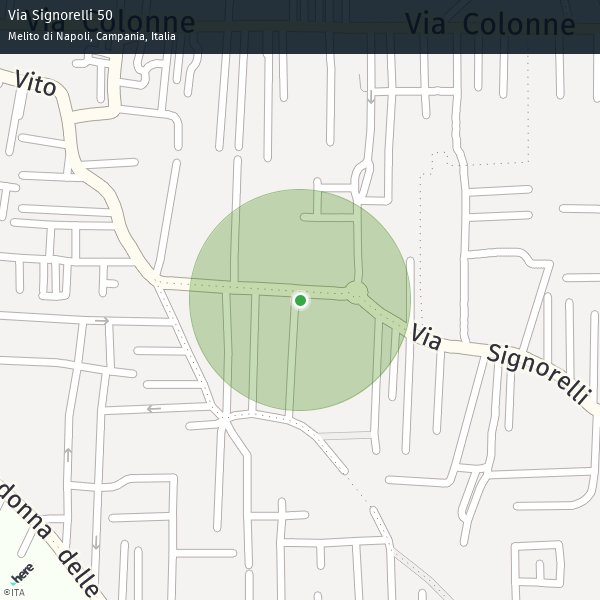 Via Signorelli 50
Melito di Napoli, Campania, Italia
Via Colonne
Via Colonne
Vito
Via Signorelli
donna delle
here
©ITA